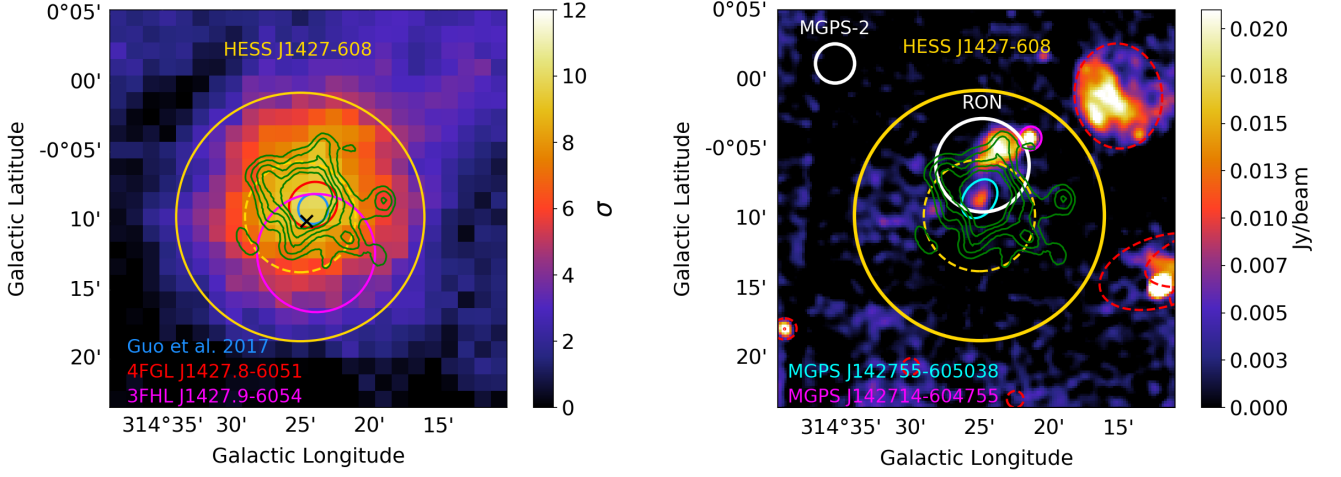 0°05'
00'
-0°05'
10'
15'
20'
Galactic Latitude
HESS J1427-608
Guo et al. 2017
4FGL J1427.8-6051
3FHL J1427.9-6054
314°35' 30' 25' 20' 15'
Galactic Longitude
12
10
8
6
4
2
0
σ
0°05'
00'
-0°05'
10'
15'
20'
Galactic Latitude
MGPS-2
HESS J1427-608
RON
MGPS J142755-605038
MGPS J142714-604755
314°35' 30' 25' 20' 15'
Galactic Longitude
0.020
0.018
0.015
0.013
0.010
0.007
0.005
0.003
0.000
Jy/beam